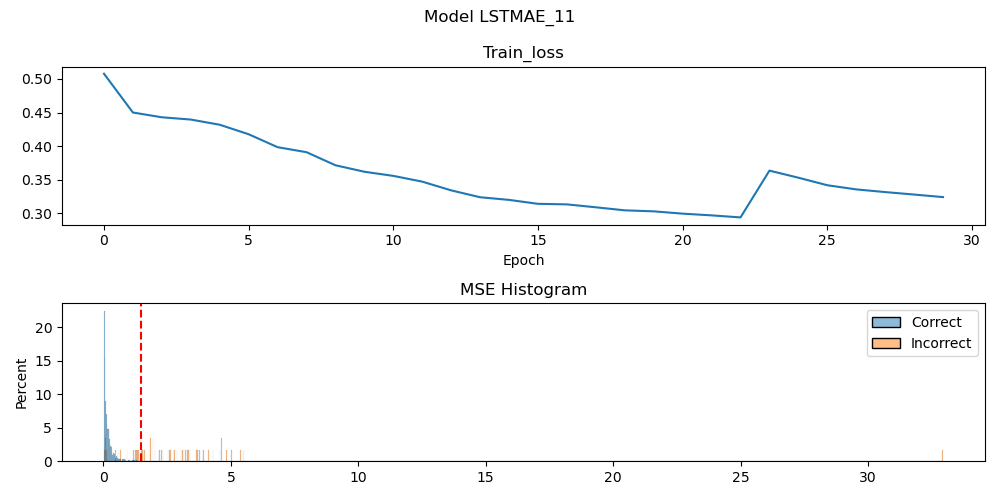 Model LSTMAE_11
Train_loss
0.50
0.45
0.40
0.35
0.30
0 5 10 15 20 25 30
Epoch
MSE Histogram
Percent
20
15
10
5
0
Correct
Incorrect
0 5 10 15 20 25 30